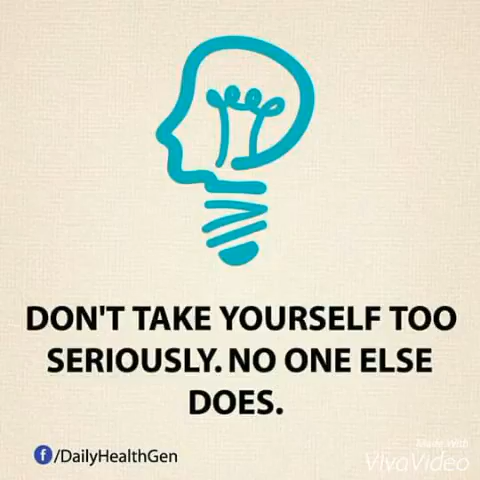 DON'T TAKE YOURSELF TOO
SERIOUSLY. NO ONE ELSE
DOES.
f/DailyHealthGen
Made With
VivaVideo